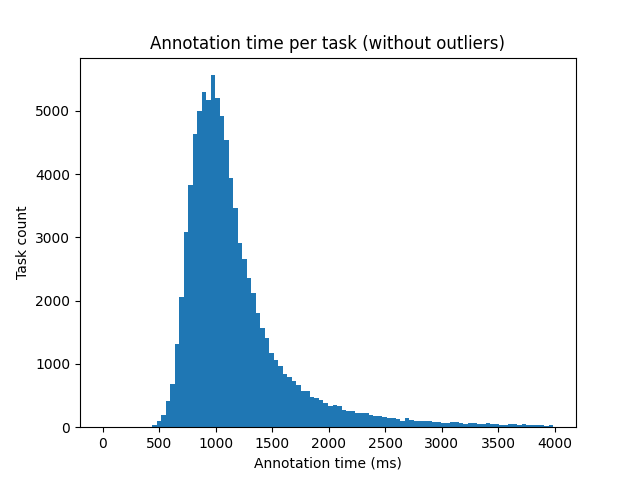 Annotation time per task (without outliers)
Task count
5000
4000
3000
2000
1000
0
0 500 1000 1500 2000 2500 3000 3500 4000
Annotation time (ms)